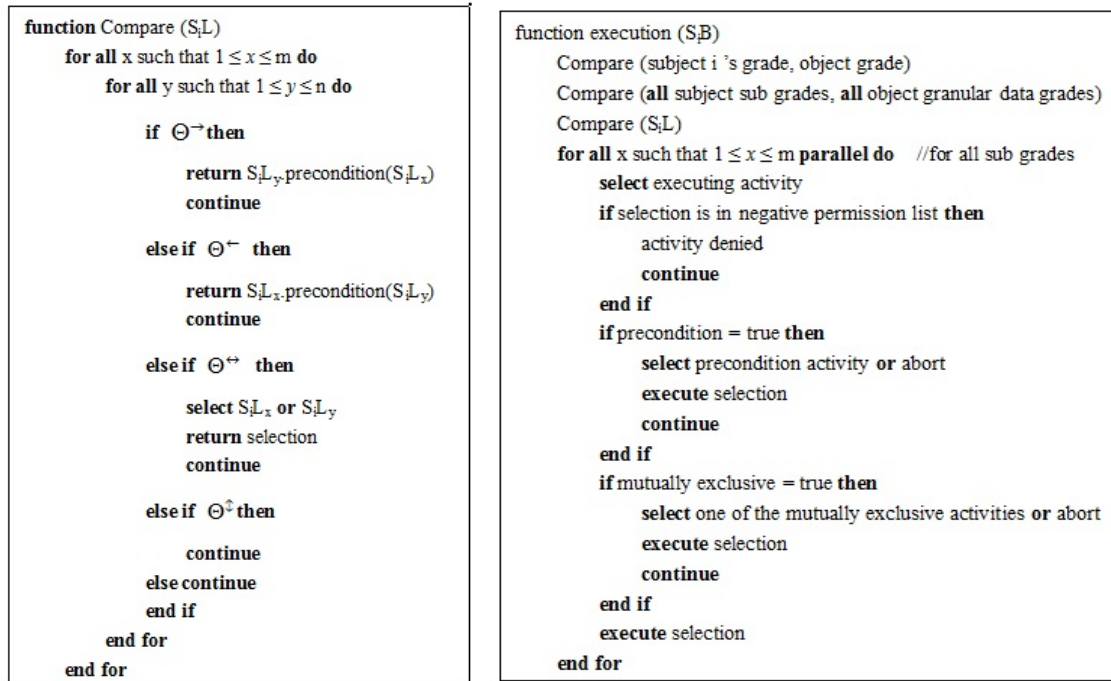 function Compare (SᵢL)
for all x such that 1 ≤ x ≤ m do
for all y such that 1 ≤ y ≤ n do
if Θ→ then
return SᵢLy.precondition(SᵢLx)
continue
else if Θ← then
return SᵢLx.precondition(SᵢLy)
continue
else if Θ↔ then
select SᵢLx or SᵢLy
return selection
continue
else if Θ↕ then
continue
else continue
end if
end for
end for
function execution (SᵢB)
Compare (subject i 's grade, object grade)
Compare (all subject sub grades, all object granular data grades)
Compare (SᵢL)
for all x such that 1 ≤ x ≤ m parallel do //for all sub grades
select executing activity
if selection is in negative permission list then
activity denied
continue
end if
if precondition = true then
select precondition activity or abort
execute selection
continue
end if
if mutually exclusive = true then
select one of the mutually exclusive activities or abort
execute selection
continue
end if
execute selection
end for